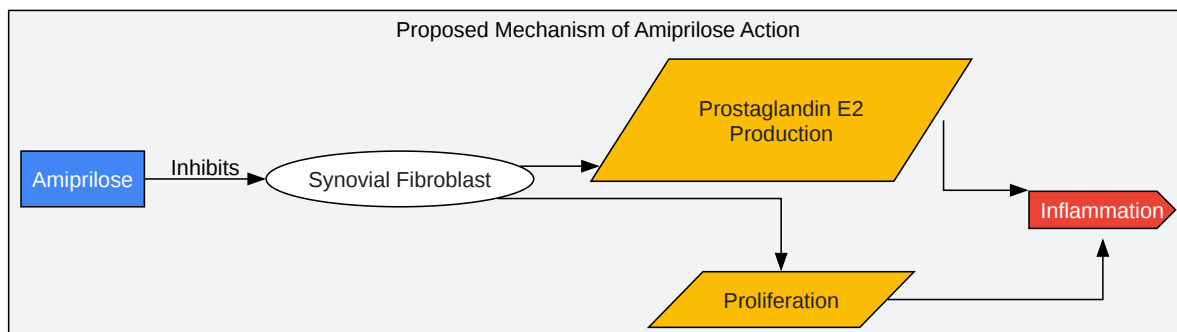 Proposed Mechanism of Amiprilose Action
Prostaglandin E2
Production
Amiprilose
Inhibits
Synovial Fibroblast
Inflammation
Proliferation